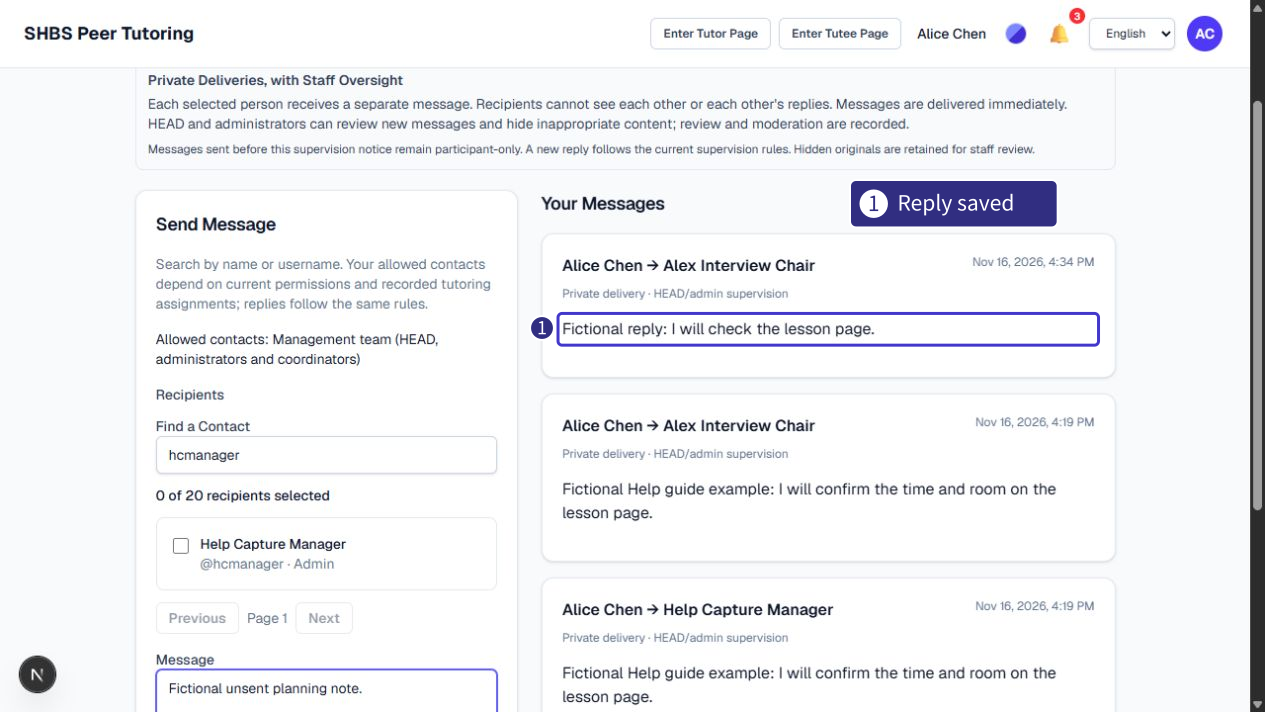 SHBS Peer Tutoring
Enter Tutor Page
Enter Tutee Page
Alice Chen
3
English
AC
Private Deliveries, with Staff Oversight
Each selected person receives a separate message. Recipients cannot see each other or each other's replies. Messages are delivered immediately.
HEAD and administrators can review new messages and hide inappropriate content; review and moderation are recorded.
Messages sent before this supervision notice remain participant-only. A new reply follows the current supervision rules. Hidden originals are retained for staff review.
Send Message
Search by name or username. Your allowed contacts
depend on current permissions and recorded tutoring
assignments; replies follow the same rules.
Allowed contacts: Management team (HEAD,
administrators and coordinators)
Recipients
Find a Contact
hcmanager
0 of 20 recipients selected
Help Capture Manager
@hcmanager · Admin
Previous
Page 1
Next
Message
Fictional unsent planning note.
N
Your Messages
1 Reply saved
Alice Chen → Alex Interview Chair
Nov 16, 2026, 4:34 PM
Private delivery · HEAD/admin supervision
1
Fictional reply: I will check the lesson page.
Alice Chen → Alex Interview Chair
Nov 16, 2026, 4:19 PM
Private delivery · HEAD/admin supervision
Fictional Help guide example: I will confirm the time and room on the
lesson page.
Alice Chen → Help Capture Manager
Nov 16, 2026, 4:19 PM
Private delivery · HEAD/admin supervision
Fictional Help guide example: I will confirm the time and room on the
lesson page.